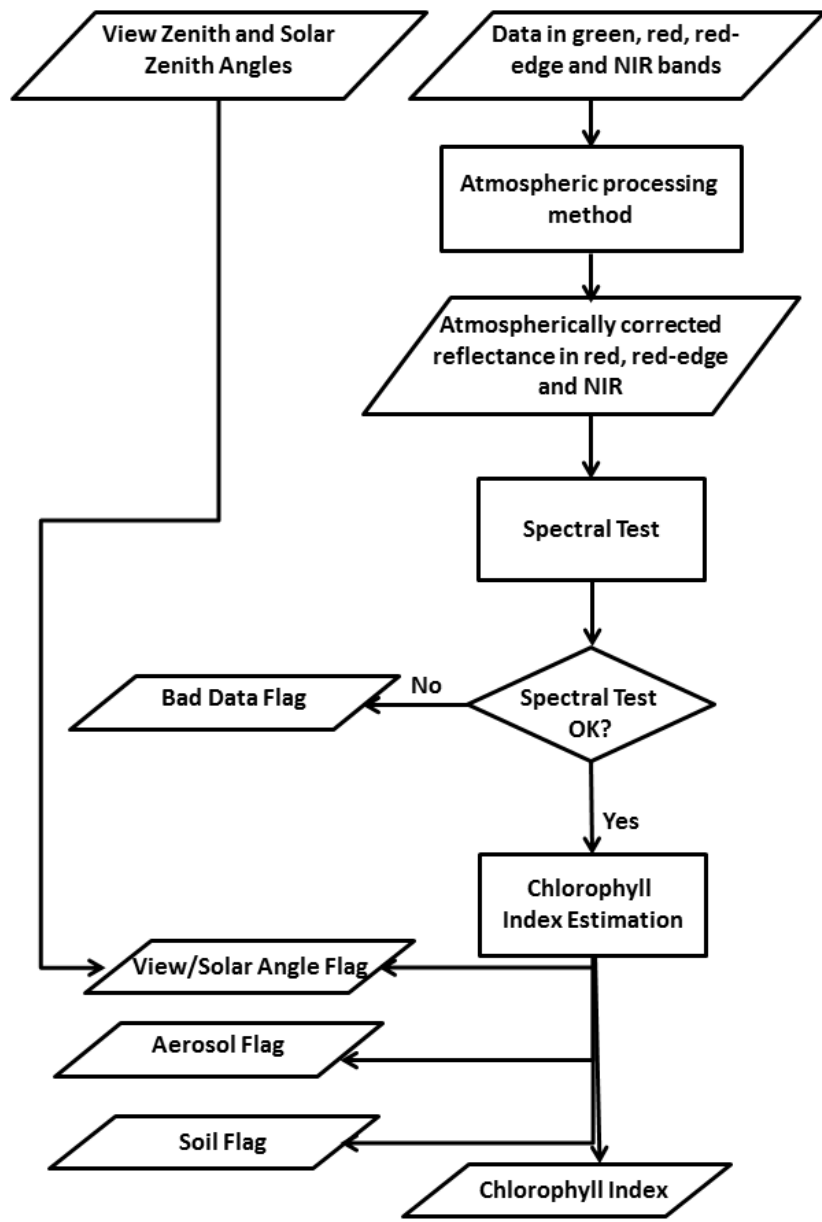 View Zenith and Solar
Zenith Angles
Data in green, red, red-
edge and NIR bands
Atmospheric processing
method
Atmospherically corrected
reflectance in red, red-edge
and NIR
Spectral Test
Spectral Test
OK?
No
Bad Data Flag
Yes
Chlorophyll
Index Estimation
View/Solar Angle Flag
Aerosol Flag
Soil Flag
Chlorophyll Index